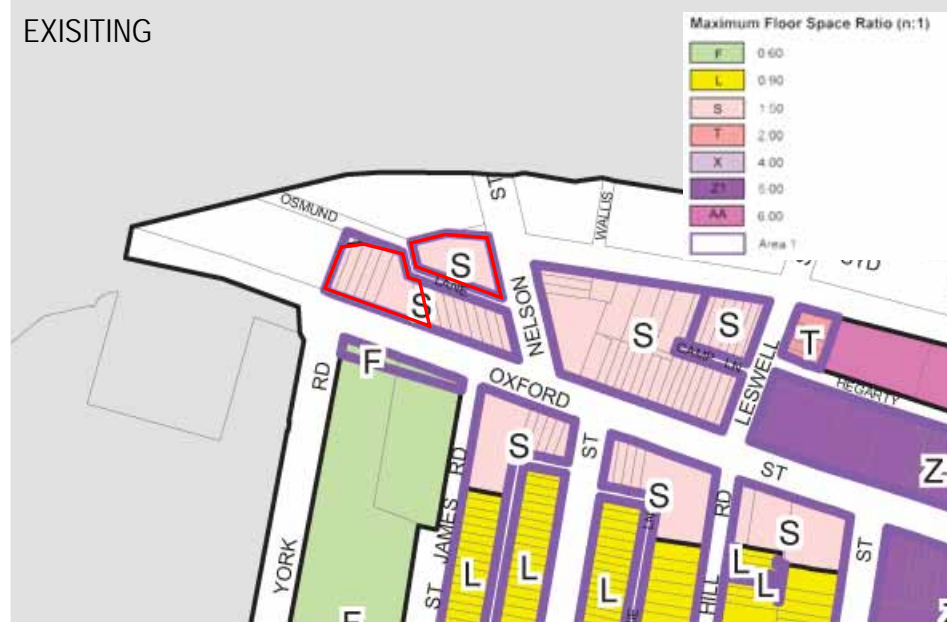 EXISITING
Maximum Floor Space Ratio (n:1)
F 0.60
L 0.90
S 1.50
T 2.00
X 4.00
Z1 5.00
AA 6.00
Area 1
OSMUND
ST
WALLIS
S
LANE
S
NELSON
S
S
CAMP LN
T
LESWELL
HEGARTY
F
RD
OXFORD
ST
S
ST
S
RD
S
ST
Z
RD
YORK
ST JAMES
L
L
L
HILL
L
L